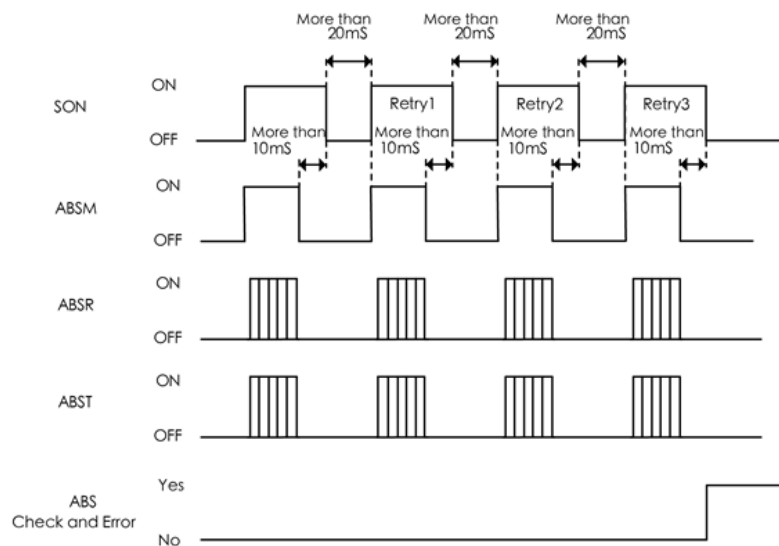 More than
20mS
More than
20mS
More than
20mS
SON
ON
OFF
Retry1
Retry2
Retry3
More than
10mS
More than
10mS
More than
10mS
More than
10mS
ABSM
ON
OFF
ABSR
ON
OFF
ABST
ON
OFF
ABS
Check and Error
Yes
No